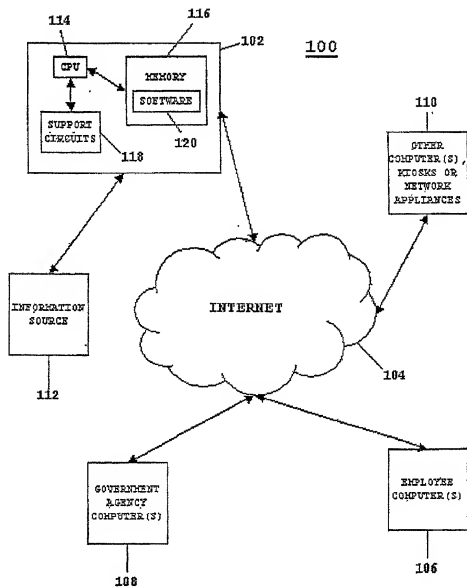 114
116
102
100
CPU
MEMORY
SOFTWARE
120
SUPPORT
CIRCUITS
118
110
OTHER
COMPUTER(S),
KIOSKS OR
NETWORK
APPLIANCES
INTERNET
INFORMATION
SOURCE
112
104
GOVERNMENT
AGENCY
COMPUTER(S)
108
EMPLOYEE
COMPUTER(S)
106